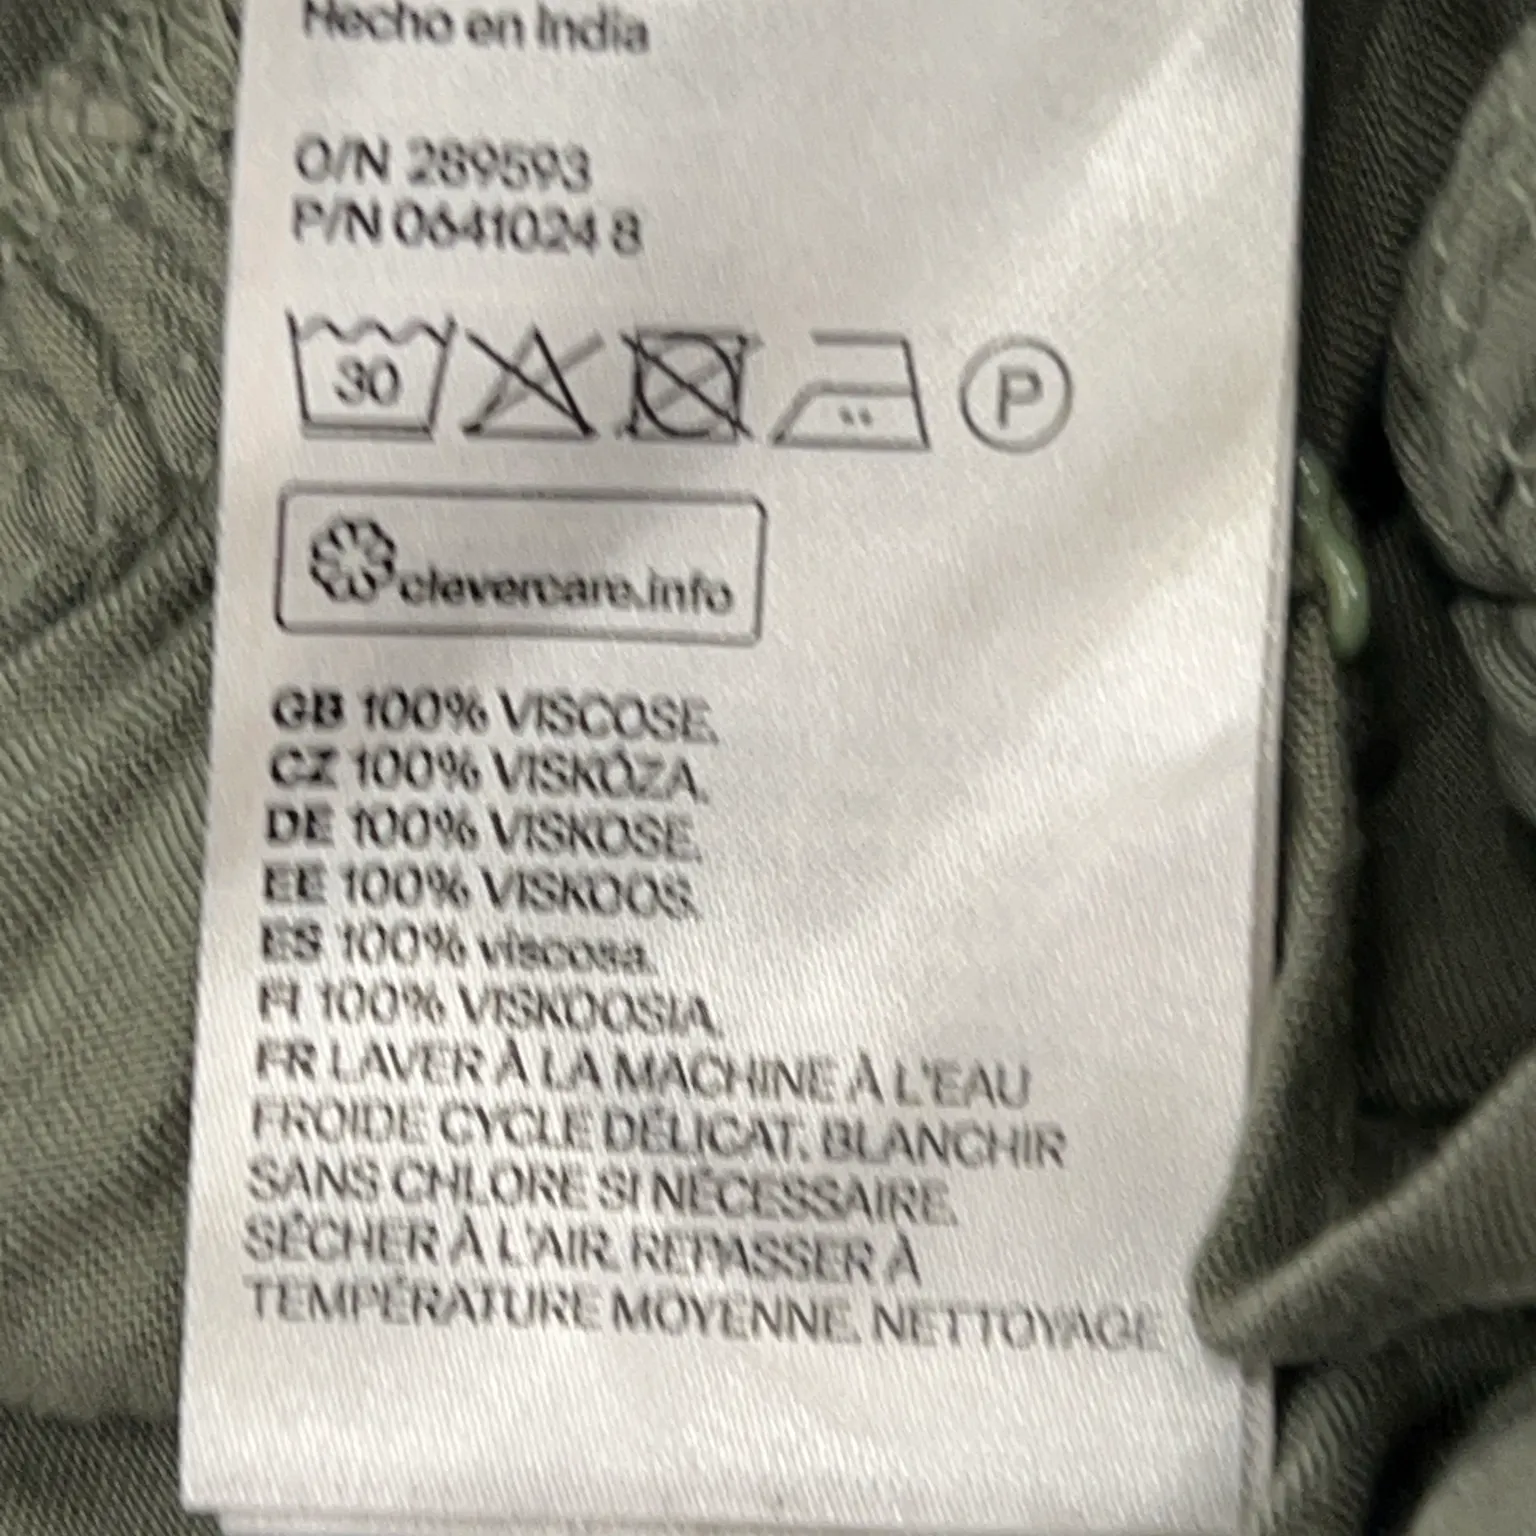 Hecho en India
O/N 289593
P/N 0641024 8
30
P
clevercare.info
GB 100% VISCOSE.
CZ 100% VISKÓZA.
DE 100% VISKOSE.
EE 100% VISKOOS.
ES 100% viscosa.
FI 100% VISKOOSIA.
FR LAVER À LA MACHINE À L'EAU
FROIDE CYCLE DÉLICAT. BLANCHIR
SANS CHLORE SI NÉCESSAIRE.
SÉCHER À L'AIR. REPASSER À
TEMPÉRATURE MOYENNE. NETTOYAGE